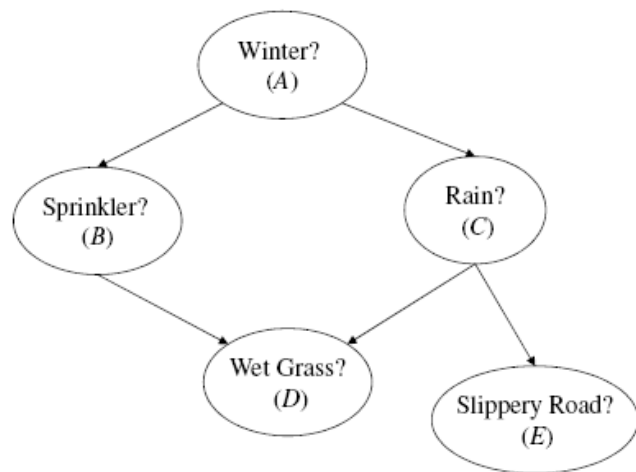 Winter?
(A)
Sprinkler?
(B)
Rain?
(C)
Wet Grass?
(D)
Slippery Road?
(E)